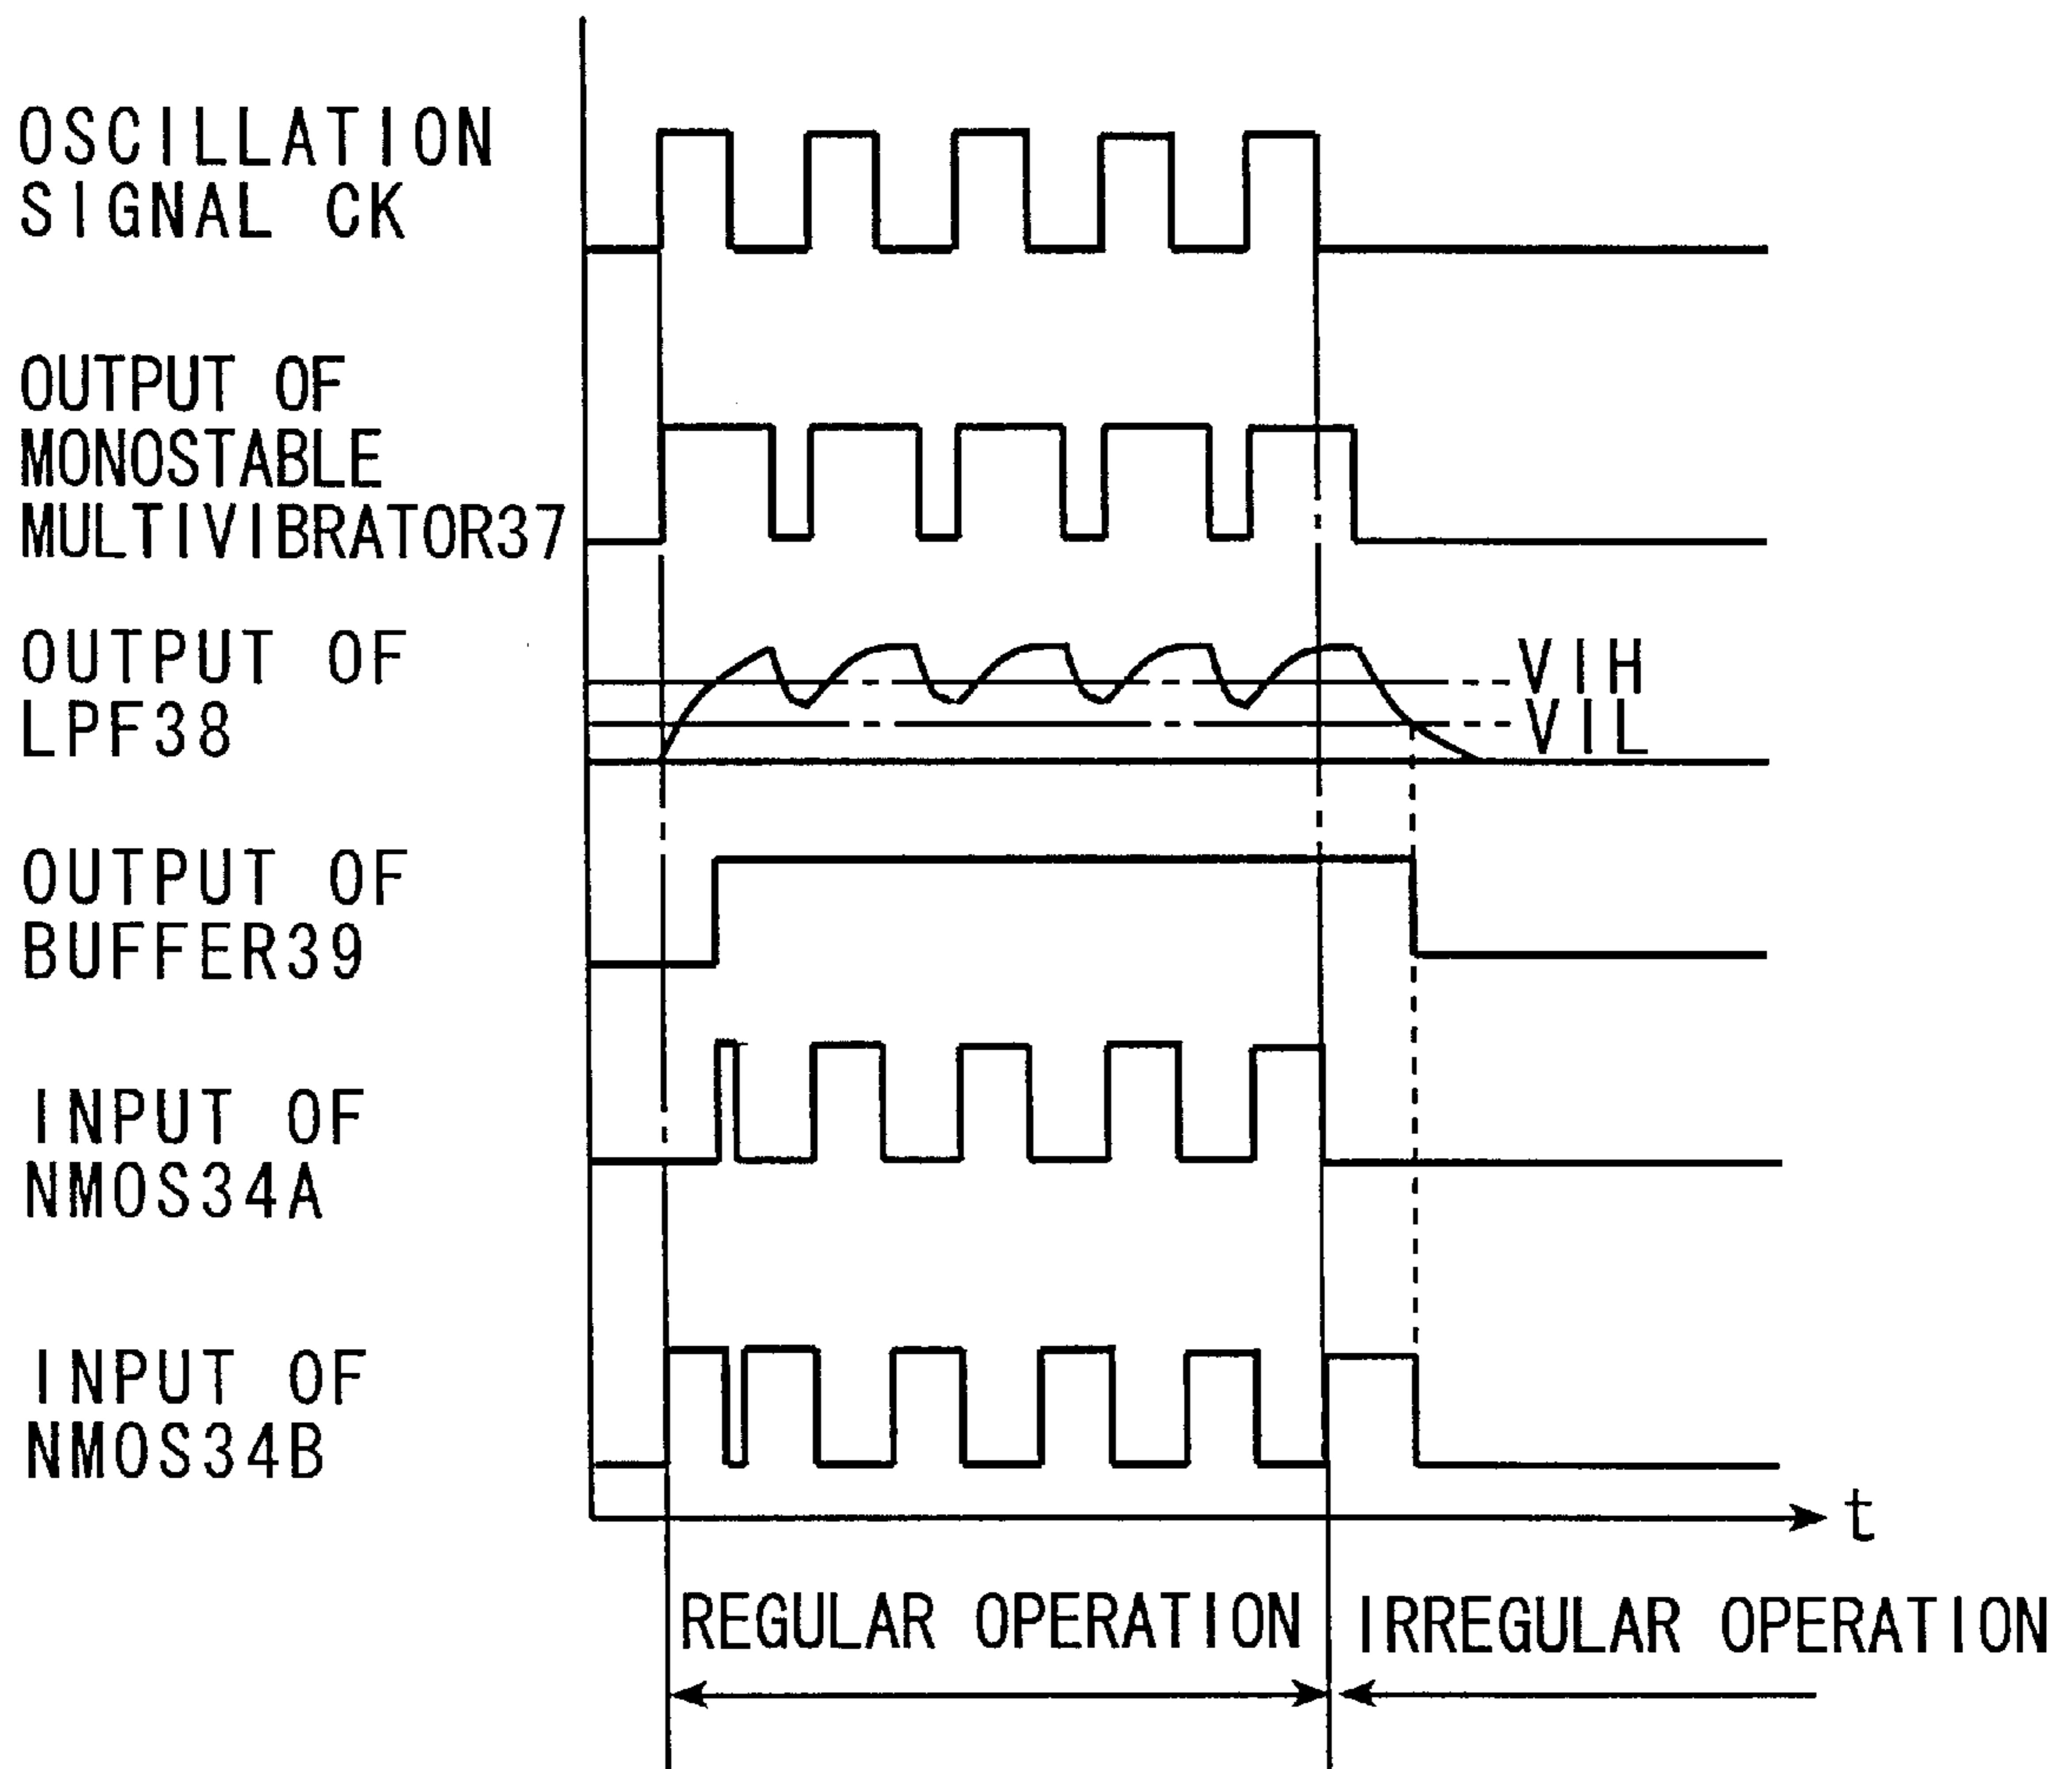 OSCILLATION
SIGNAL CK
OUTPUT OF
MONOSTABLE
MULTIVIBRATOR37
OUTPUT OF
LPF38
VIH
VIL
OUTPUT OF
BUFFER39
INPUT OF
NMOS34A
INPUT OF
NMOS34B
t
REGULAR OPERATION
IRREGULAR OPERATION